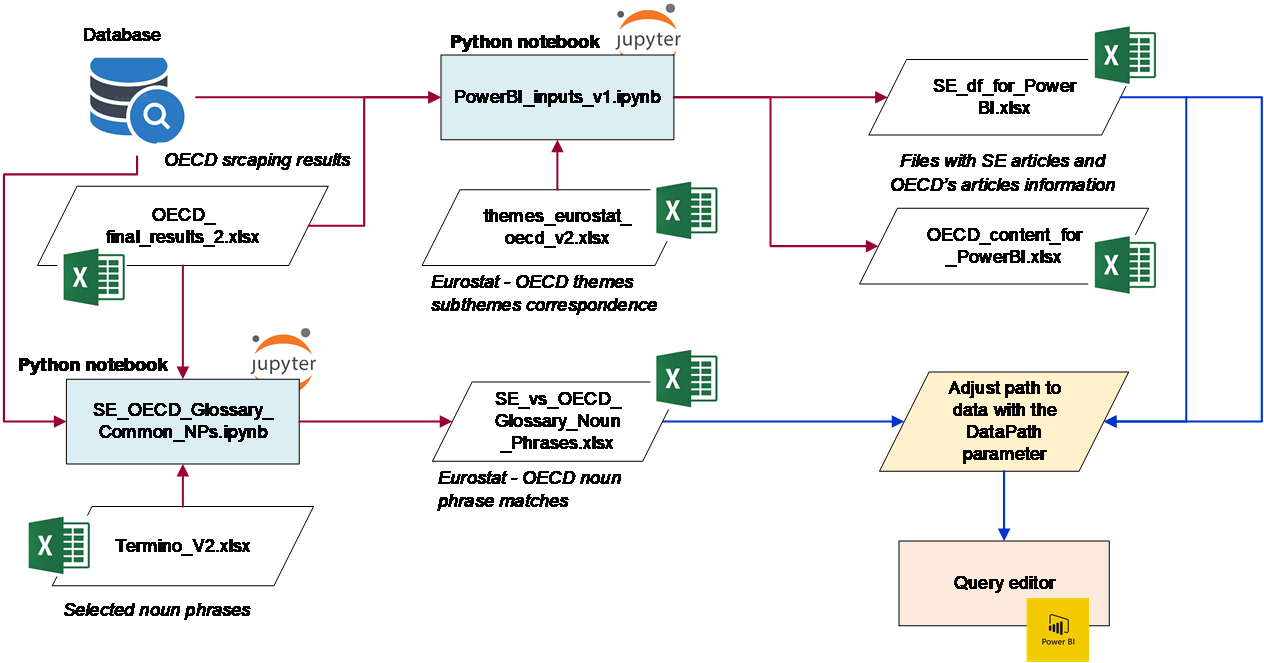 Database
Python notebook
jupyter
PowerBI_inputs_v1.ipynb
SE_df_for_Power
BI.xlsx
X
OECD srcaping results
Files with SE articles and
OECD's articles information
OECD_
final_results_2.xlsx
X
themes_eurostat_
oecd_v2.xlsx
X
Eurostat - OECD themes
subthemes correspondence
OECD_content_for
_PowerBI.xlsx
X
Python notebook
jupyter
SE_OECD_Glossary_
Common_NPs.ipynb
SE_vs_OECD_
Glossary_Noun
_Phrases.xlsx
X
Eurostat - OECD noun
phrase matches
Adjust path to
data with the
DataPath
parameter
X
Termino_V2.xlsx
Selected noun phrases
Query editor
Power BI